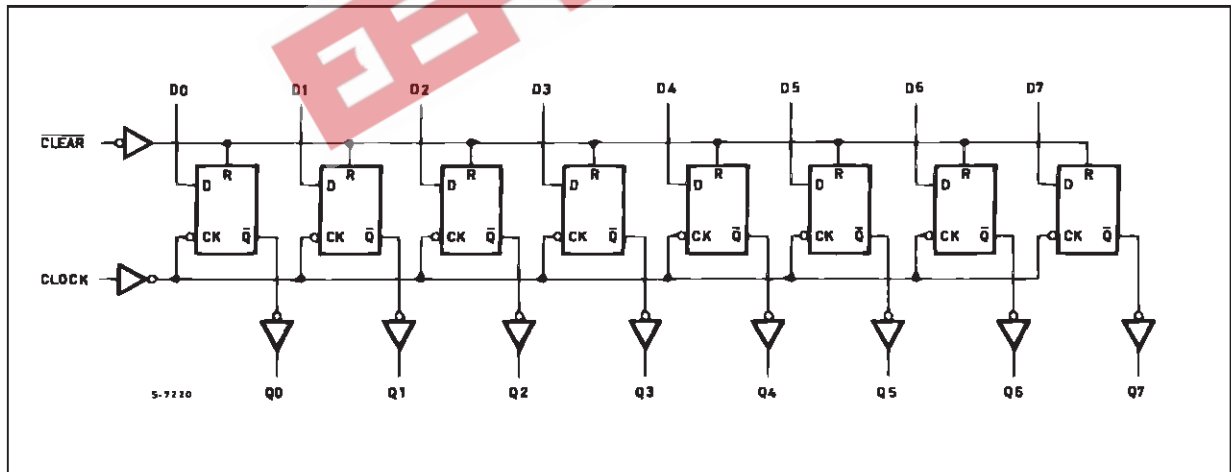 D0 D1 D2 D3 D4 D5 D6 D7
C̅L̅E̅A̅R̅
R R R R R R R R
D D D D D D D D
CK Q̅ CK Q̅ CK Q̅ CK Q̅ CK Q̅ CK Q̅ CK Q̅ CK Q̅
CLOCK
S-7220 Q0 Q1 Q2 Q3 Q4 Q5 Q6 Q7